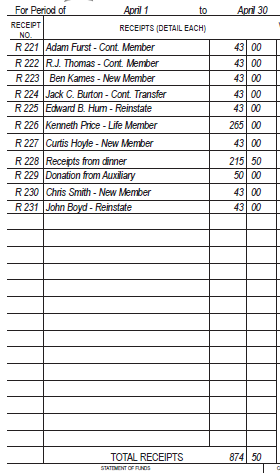 For Period of April 1 to April 30
RECEIPT NO. RECEIPTS (DETAIL EACH)
R 221 Adam Furst - Cont. Member 43 00
R 222 R.J. Thomas - Cont. Member 43 00
R 223 Ben Kames - New Member 43 00
R 224 Jack C. Burton - Cont. Transfer 43 00
R 225 Edward B. Hum - Reinstate 43 00
R 226 Kenneth Price - Life Member 265 00
R 227 Curtis Hoyle - New Member 43 00
R 228 Receipts from dinner 215 50
R 229 Donation from Auxiliary 50 00
R 230 Chris Smith - New Member 43 00
R 231 John Boyd - Reinstate 43 00
TOTAL RECEIPTS 874 50
STATEMENT OF FUNDS